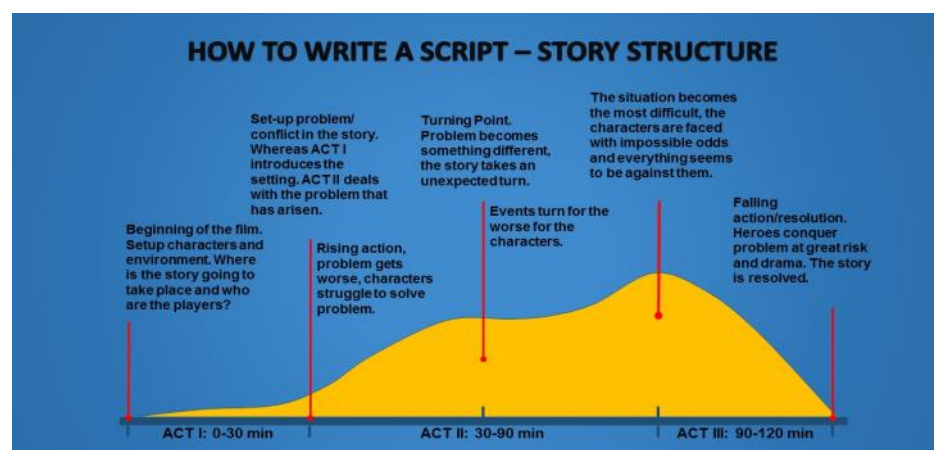 HOW TO WRITE A SCRIPT – STORY STRUCTURE
Beginning of the film.
Setup characters and
environment. Where
is the story going to
take place and who
are the players?
Set-up problem/
conflict in the story.
Whereas ACT I
introduces the
setting. ACT II deals
with the problem that
has arisen.
Rising action,
problem gets
worse, characters
struggle to solve
problem.
Turning Point.
Problem becomes
something different,
the story takes an
unexpected turn.
Events turn for the
worse for the
characters.
The situation becomes
the most difficult, the
characters are faced
with impossible odds
and everything seems
to be against them.
Falling
action/resolution.
Heroes conquer
problem at great risk
and drama. The story
is resolved.
ACT I: 0-30 min
ACT II: 30-90 min
ACT III: 90-120 min